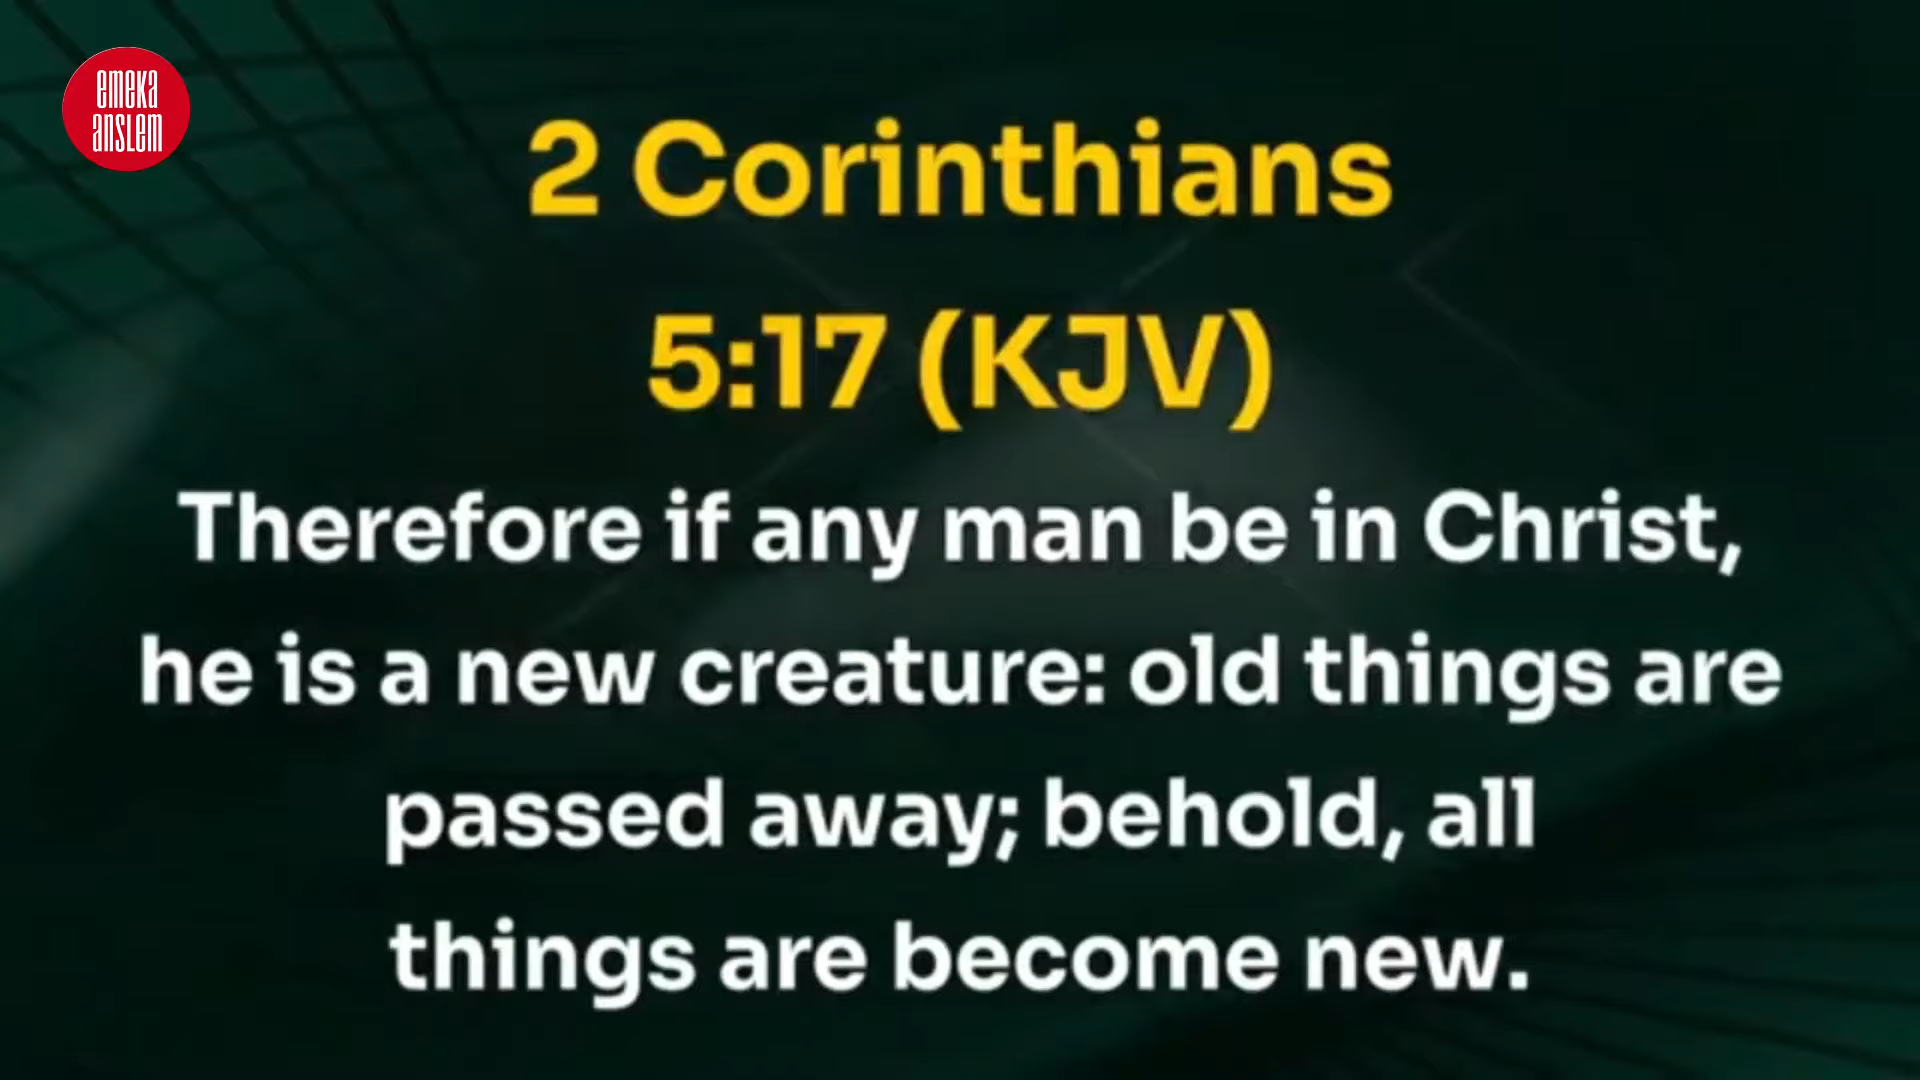 emeka
anslem
2 Corinthians
5:17 (KJV)
Therefore if any man be in Christ,
he is a new creature: old things are
passed away; behold, all
things are become new.